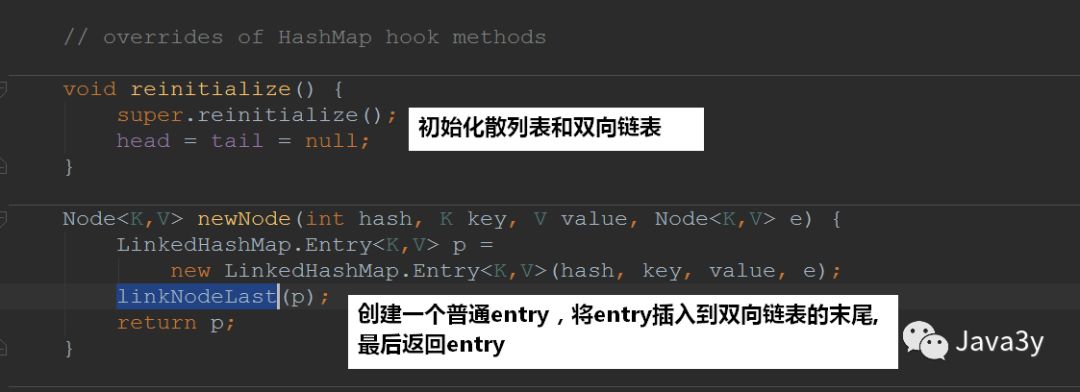 // overrides of HashMap hook methods
void reinitialize() {
super.reinitialize();
初始化散列表和双向链表
head = tail = null;
}
Node<K,V> newNode(int hash, K key, V value, Node<K,V> e) {
LinkedHashMap.Entry<K,V> p =
new LinkedHashMap.Entry<K,V>(hash, key, value, e);
linkNodeLast(p);
创建一个普通entry，将entry插入到双向链表的末尾,
return p;
最后返回entry
}
Java3y